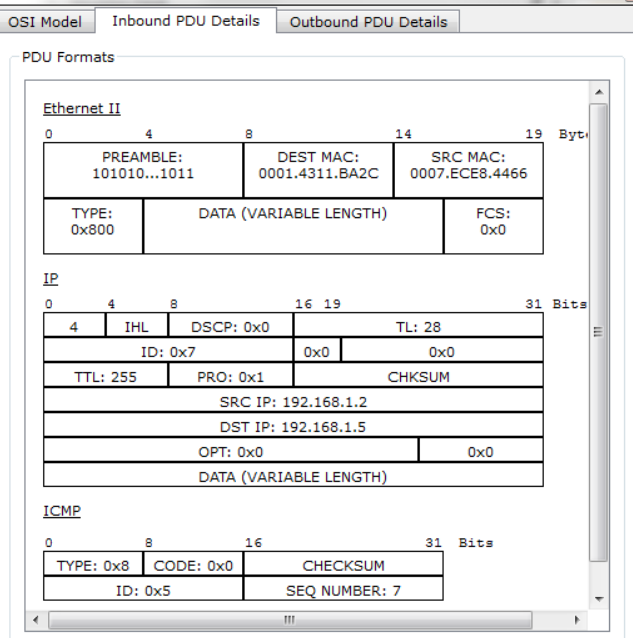 OSI Model Inbound PDU Details Outbound PDU Details
PDU Formats
Ethernet II
0 4 8 14 19 Byt
PREAMBLE: DEST MAC: SRC MAC:
101010...1011 0001.4311.BA2C 0007.ECE8.4466
TYPE: DATA (VARIABLE LENGTH) FCS:
0x800 0x0
IP
0 4 8 16 19 31 Bits
4 IHL DSCP: 0x0 TL: 28
ID: 0x7 0x0 0x0
TTL: 255 PRO: 0x1 CHKSUM
SRC IP: 192.168.1.2
DST IP: 192.168.1.5
OPT: 0x0 0x0
DATA (VARIABLE LENGTH)
ICMP
0 8 16 31 Bits
TYPE: 0x8 CODE: 0x0 CHECKSUM
ID: 0x5 SEQ NUMBER: 7